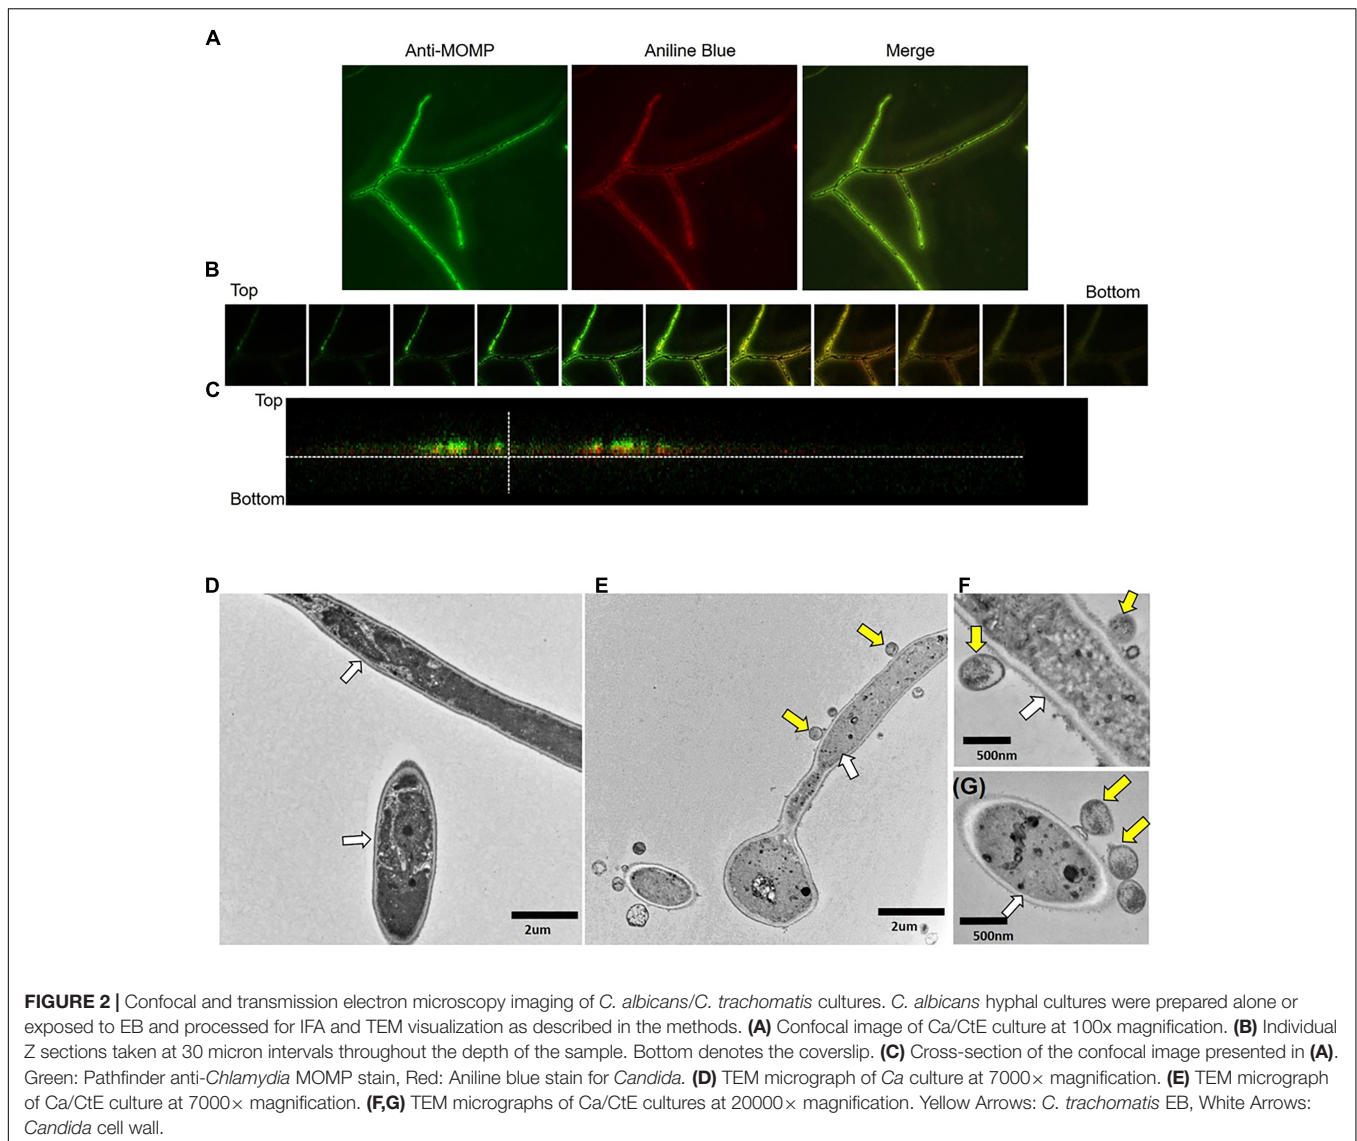 A
Anti-MOMP
Aniline Blue
Merge
B
Top
Bottom
C
Top
Bottom
D
E
F
500nm
(G)
2um
2um
500nm
FIGURE 2 | Confocal and transmission electron microscopy imaging of C. albicans/C. trachomatis cultures. C. albicans hyphal cultures were prepared alone or
exposed to EB and processed for IFA and TEM visualization as described in the methods. (A) Confocal image of Ca/CtE culture at 100x magnification. (B) Individual
Z sections taken at 30 micron intervals throughout the depth of the sample. Bottom denotes the coverslip. (C) Cross-section of the confocal image presented in (A).
Green: Pathfinder anti-Chlamydia MOMP stain, Red: Aniline blue stain for Candida. (D) TEM micrograph of Ca culture at 7000× magnification. (E) TEM micrograph
of Ca/CtE culture at 7000× magnification. (F,G) TEM micrographs of Ca/CtE cultures at 20000× magnification. Yellow Arrows: C. trachomatis EB, White Arrows:
Candida cell wall.